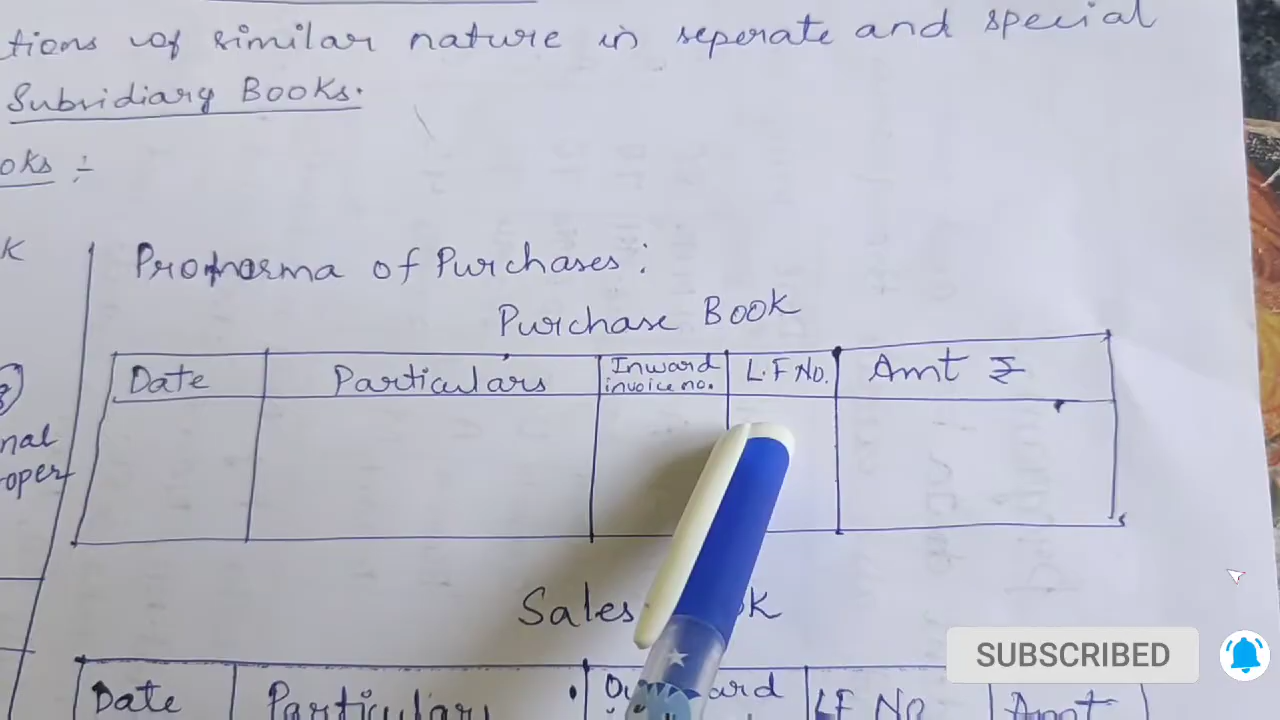 tions of similar nature in seperate and special
Subsidiary Books.
oks :-
K
Proforma of Purchases :
Purchase Book
Date Particulars Inward invoice no. L.F No. Amt ₹
nal
oper
Sales
Date Particulars LF No Amt
SUBSCRIBED